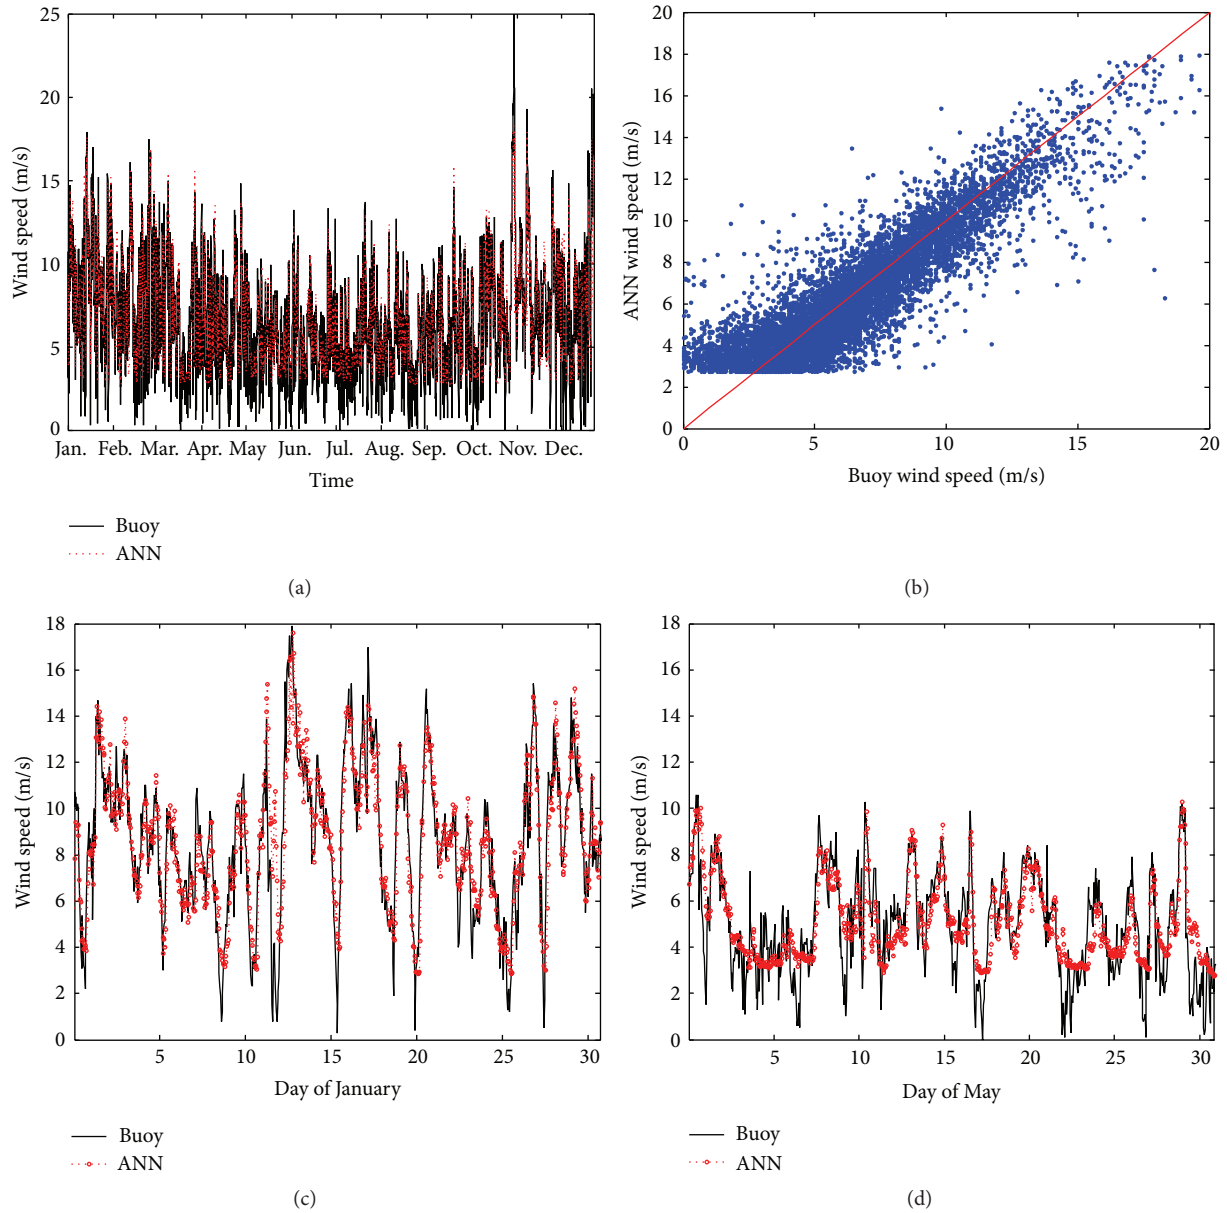 25
20
15
10
5
0
Wind speed (m/s)
Jan. Feb. Mar. Apr. May Jun. Jul. Aug. Sep. Oct. Nov. Dec.
Time
Buoy
ANN
(a)
20
18
16
14
12
10
8
6
4
2
0
ANN wind speed (m/s)
0 5 10 15 20
Buoy wind speed (m/s)
(b)
18
16
14
12
10
8
6
4
2
0
Wind speed (m/s)
5 10 15 20 25 30
Day of January
Buoy
ANN
(c)
18
16
14
12
10
8
6
4
2
0
Wind speed (m/s)
5 10 15 20 25 30
Day of May
Buoy
ANN
(d)